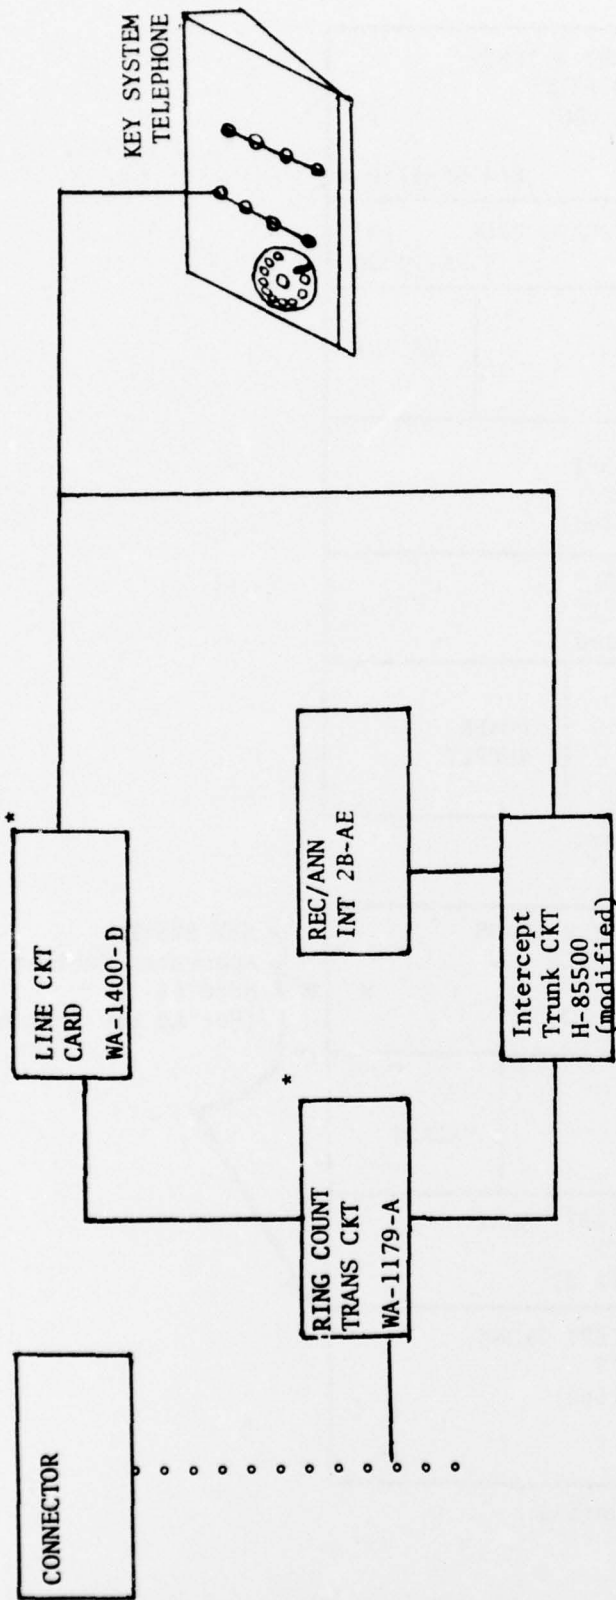 CONNECTOR
*
RING COUNT
TRANS CKT
WA-1179-A
*
LINE CKT
CARD
WA-1400-D
REC/ANN
INT 2B-AE
Intercept
Trunk CKT
H-85500
(modified)
KEY SYSTEM
TELEPHONE